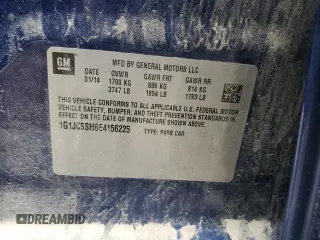 GM
MFD BY GENERAL MOTORS LLC
DATE GVWR GAWR FRT GAWR RR
01/14 1700 KG 886 KG 814 KG
3747 LB 1954 LB 1793 LB
THIS VEHICLE CONFORMS TO ALL APPLICABLE U.S. FEDERAL MOTOR
VEHICLE SAFETY, BUMPER, AND THEFT PREVENTION STANDARDS
IN EFFECT ON THE DATE OF MANUFACTURE SHOWN ABOVE.
1G1JC5SH6E4156225 TYPE: PASS CAR
DREAMBID